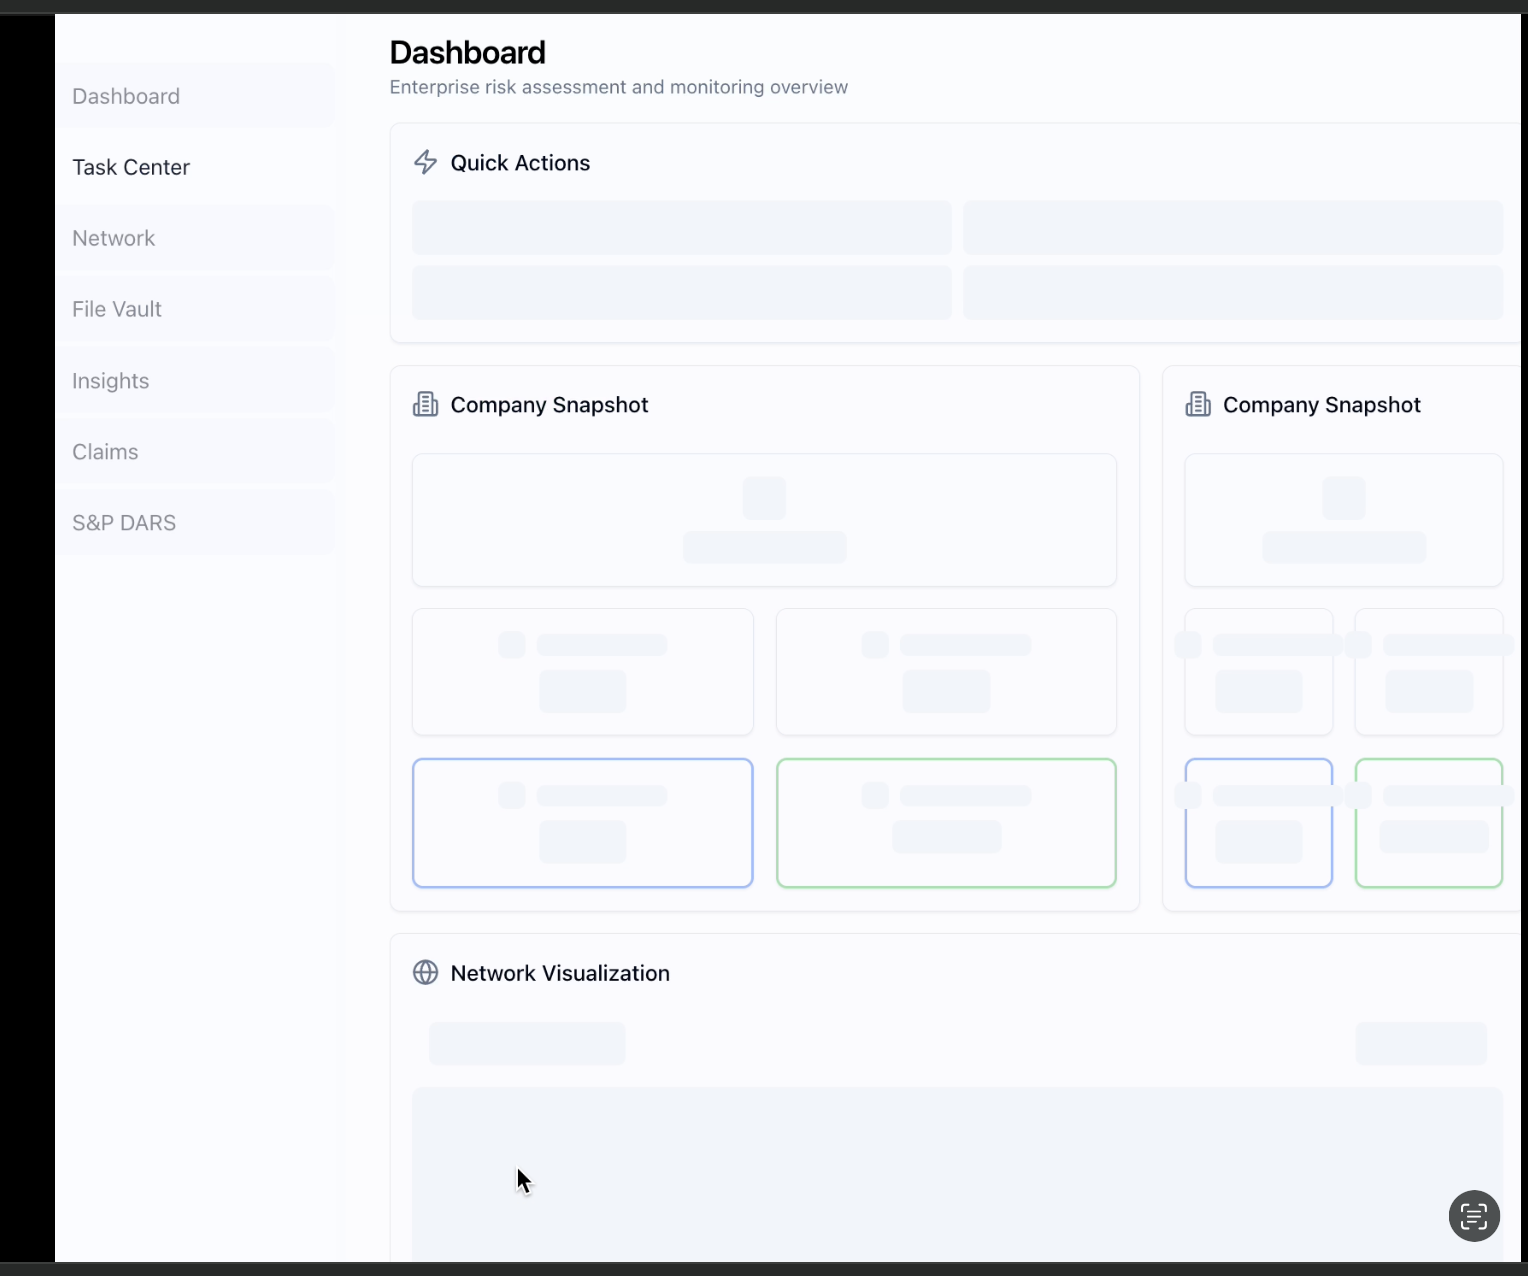 Dashboard
Task Center
Network
File Vault
Insights
Claims
S&P DARS
Dashboard
Enterprise risk assessment and monitoring overview
Quick Actions
Company Snapshot
Company Snapshot
Network Visualization